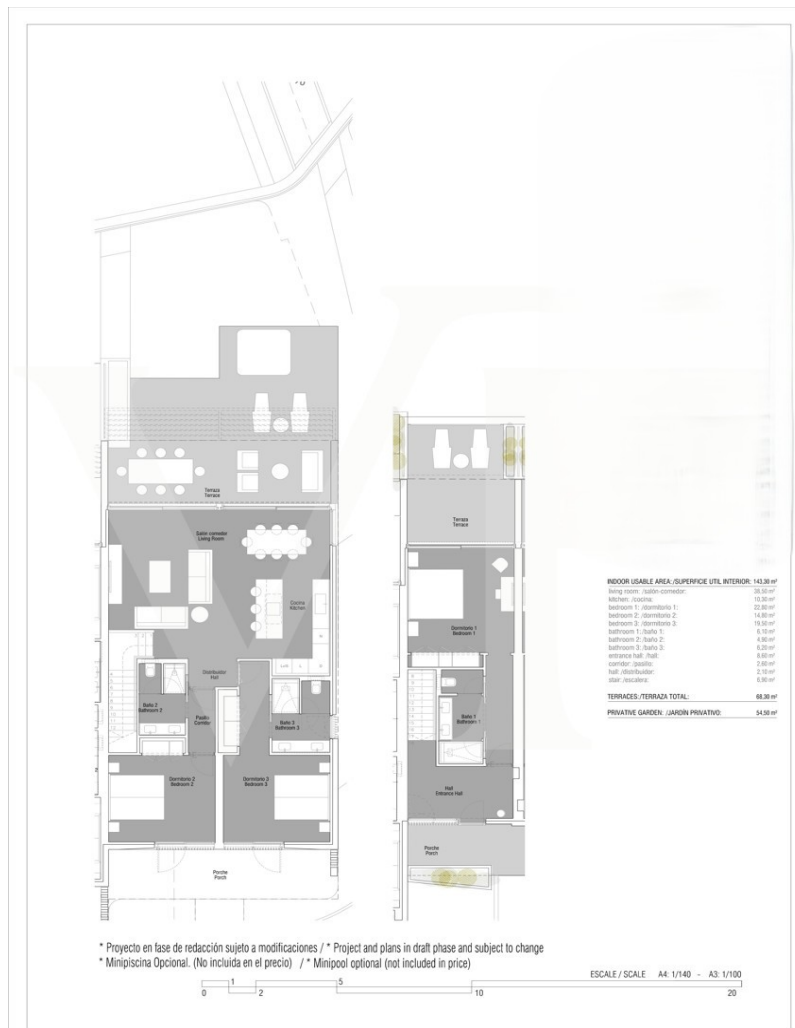 Terraza
Terrace
Salón comedor
Living Room
Cocina
Kitchen
Distribuidor
Hall
Baño 2
Bathroom 2
Pasillo
Corridor
Baño 3
Bathroom 3
Dormitorio 2
Bedroom 2
Dormitorio 3
Bedroom 3
Porche
Porch
Terraza
Terrace
Dormitorio 1
Bedroom 1
Baño 1
Bathroom 1
Hall
Entrance Hall
Porche
Porch
INDOOR USABLE AREA:/SUPERFICIE UTIL INTERIOR: 143,30 m²
living room: /salón-comedor: 38,50 m²
kitchen: /cocina: 10,30 m²
bedroom 1: /dormitorio 1: 22,80 m²
bedroom 2: /dormitorio 2: 14,80 m²
bedroom 3: /dormitorio 3: 19,50 m²
bathroom 1: /baño 1: 6,10 m²
bathroom 2: /baño 2: 4,90 m²
bathroom 3: /baño 3: 6,20 m²
entrance hall: /hall: 8,60 m²
corridor: /pasillo: 2,60 m²
hall: /distribuidor: 2,10 m²
stair: /escalera: 6,90 m²
TERRACES:/TERRAZA TOTAL: 68,30 m²
PRIVATIVE GARDEN: /JARDÍN PRIVATIVO: 54,50 m²
* Proyecto en fase de redacción sujeto a modificaciones / * Project and plans in draft phase and subject to change
* Minipiscina Opcional. (No incluida en el precio) / * Minipool optional (not included in price)
ESCALE / SCALE A4: 1/140 - A3: 1/100
0 1 2 5 10 20